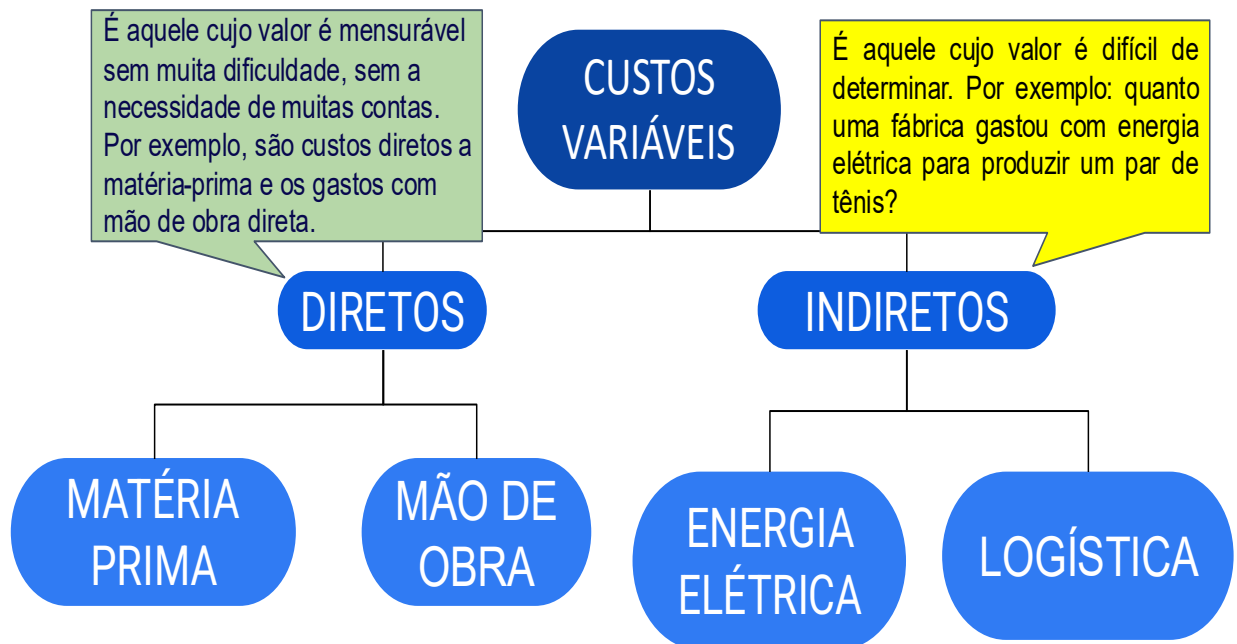 É aquele cujo valor é mensurável
sem muita dificuldade, sem a
necessidade de muitas contas.
Por exemplo, são custos diretos a
matéria-prima e os gastos com
mão de obra direta.
CUSTOS
VARIÁVEIS
É aquele cujo valor é difícil de
determinar. Por exemplo: quanto
uma fábrica gastou com energia
elétrica para produzir um par de
tênis?
DIRETOS
INDIRETOS
MATÉRIA
PRIMA
MÃO DE
OBRA
ENERGIA
ELÉTRICA
LOGÍSTICA